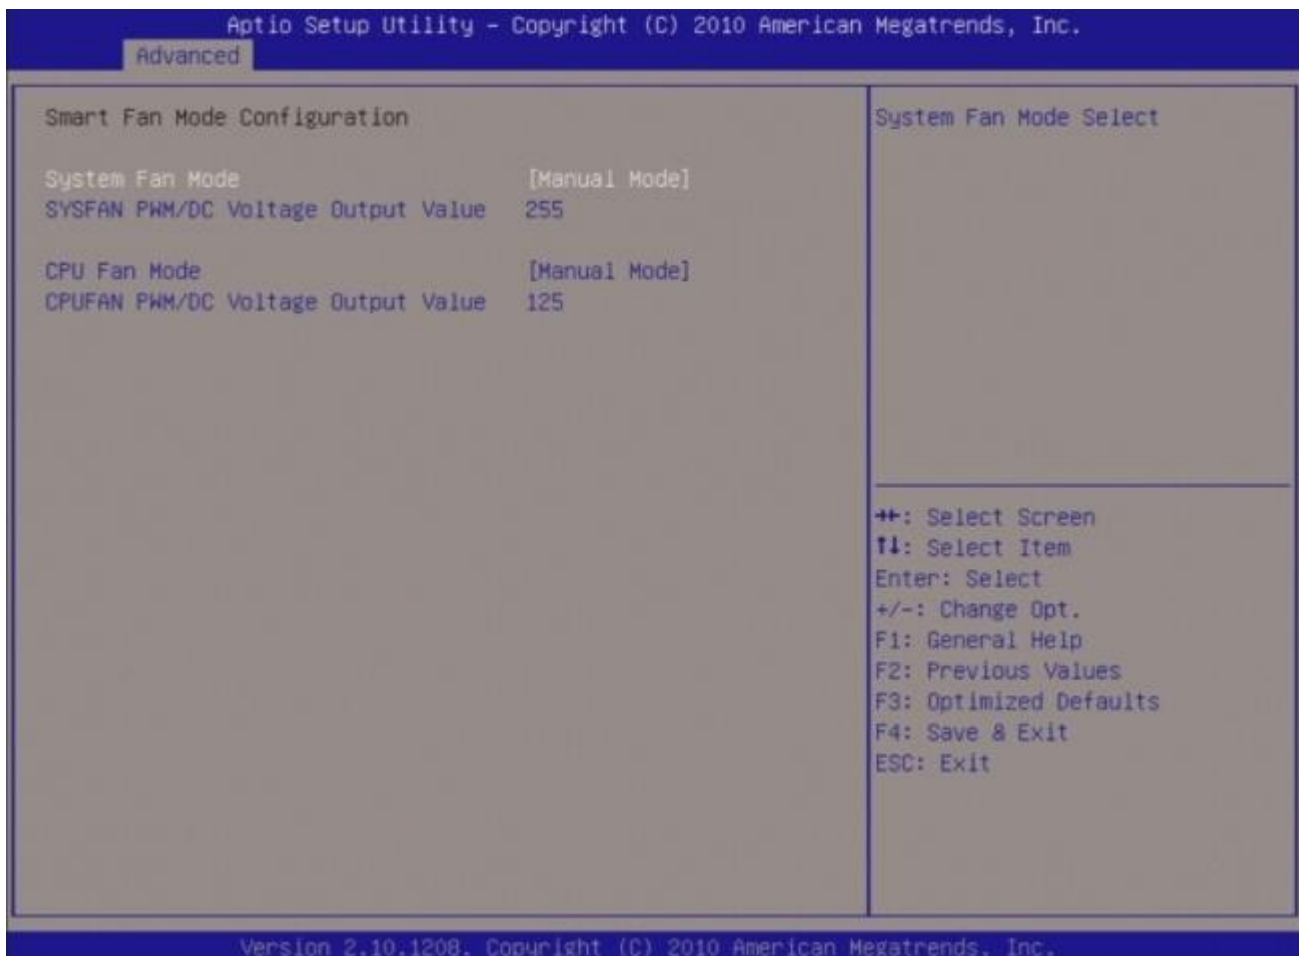 Aptio Setup Utility – Copyright (C) 2010 American Megatrends, Inc.
Advanced
Smart Fan Mode Configuration
System Fan Mode [Manual Mode]
SYSFAN PWM/DC Voltage Output Value 255
CPU Fan Mode [Manual Mode]
CPUFAN PWM/DC Voltage Output Value 125
System Fan Mode Select
→←: Select Screen
↑↓: Select Item
Enter: Select
+/-: Change Opt.
F1: General Help
F2: Previous Values
F3: Optimized Defaults
F4: Save & Exit
ESC: Exit
Version 2.10.1208. Copyright (C) 2010 American Megatrends, Inc.